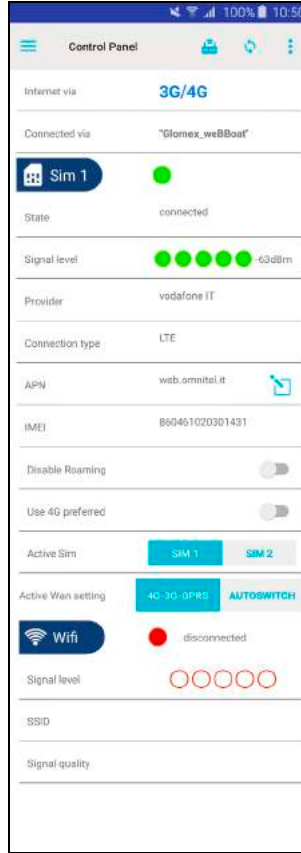 100% 10:50
Control Panel
Internet via 3G/4G
Connected via "Glomex_weBBoat"
Sim 1
State connected
Signal level -63dBm
Provider vodafone IT
Connection type LTE
APN web.omnitel.it
IMEI 860461020301431
Disable Roaming
Use 4G preferred
Active Sim SIM 1 SIM 2
Active Wan setting 4G-3G-GPRS AUTOSWITCH
Wifi disconnected
Signal level
SSID
Signal quality